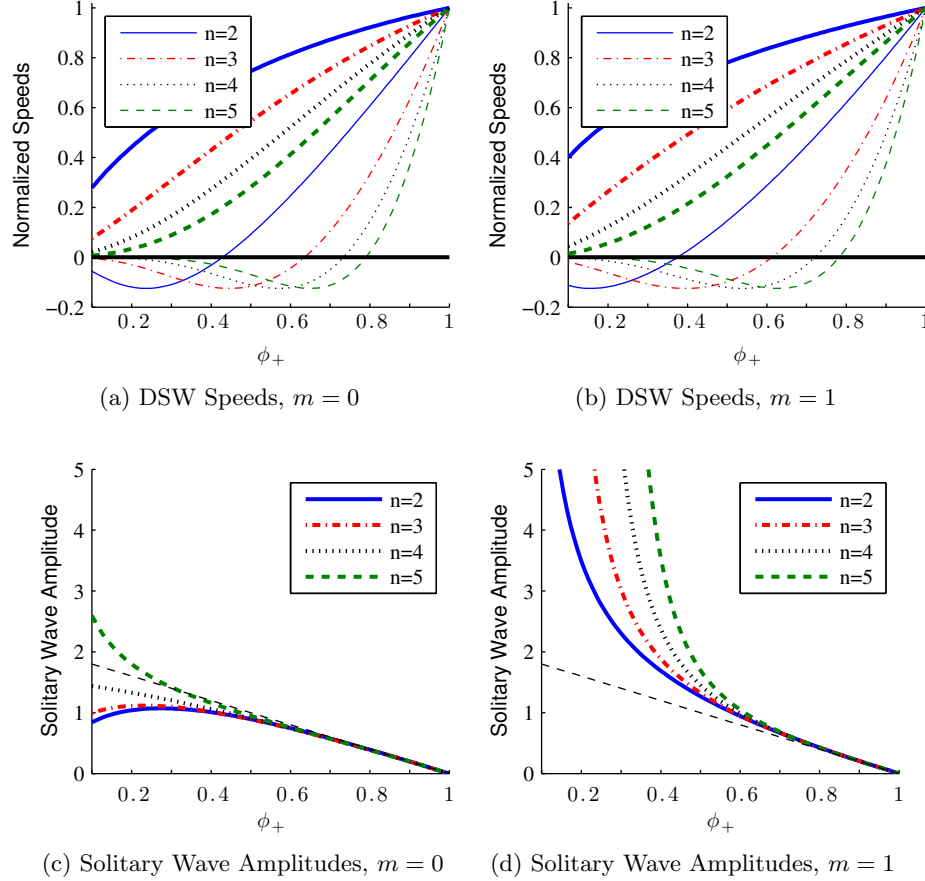 1
0.8
0.6
0.4
0.2
0
−0.2
Normalized Speeds
n=2
n=3
n=4
n=5
0.2 0.4 0.6 0.8 1
ϕ+
(a) DSW Speeds, m = 0
1
0.8
0.6
0.4
0.2
0
−0.2
Normalized Speeds
n=2
n=3
n=4
n=5
0.2 0.4 0.6 0.8 1
ϕ+
(b) DSW Speeds, m = 1
5
4
3
2
1
0
Solitary Wave Amplitude
n=2
n=3
n=4
n=5
0.2 0.4 0.6 0.8 1
ϕ+
(c) Solitary Wave Amplitudes, m = 0
5
4
3
2
1
0
Solitary Wave Amplitude
n=2
n=3
n=4
n=5
0.2 0.4 0.6 0.8 1
ϕ+
(d) Solitary Wave Amplitudes, m = 1